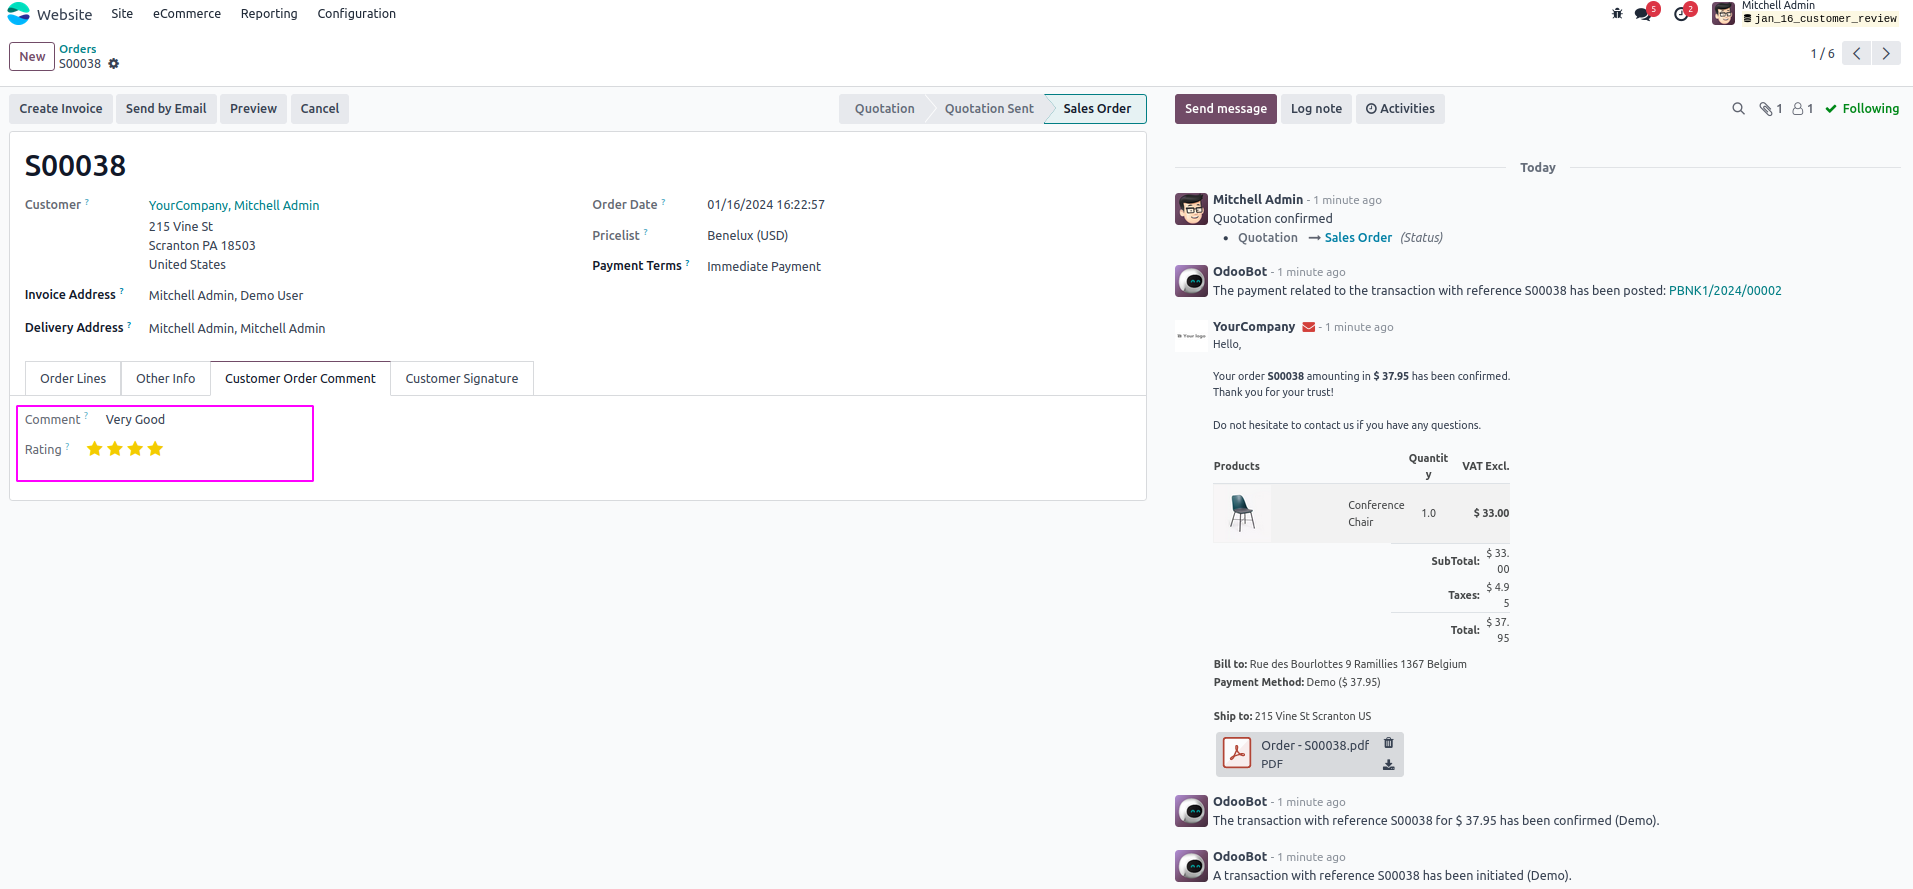 Website Site eCommerce Reporting Configuration 5 2 Mitchell Admin
jan_16_customer_review
New Orders
S00038
1 / 6
Create Invoice Send by Email Preview Cancel Quotation Quotation Sent Sales Order
S00038
Customer ? YourCompany, Mitchell Admin
215 Vine St
Scranton PA 18503
United States
Invoice Address ? Mitchell Admin, Demo User
Delivery Address ? Mitchell Admin, Mitchell Admin
Order Date ? 01/16/2024 16:22:57
Pricelist ? Benelux (USD)
Payment Terms ? Immediate Payment
Order Lines Other Info Customer Order Comment Customer Signature
Comment ? Very Good
Rating ?
Send message Log note Activities 1 1 Following
Today
Mitchell Admin - 1 minute ago
Quotation confirmed
• Quotation → Sales Order (Status)
OdooBot - 1 minute ago
The payment related to the transaction with reference S00038 has been posted: PBNK1/2024/00002
Your logo
YourCompany - 1 minute ago
Hello,
Your order S00038 amounting in $ 37.95 has been confirmed.
Thank you for your trust!
Do not hesitate to contact us if you have any questions.
Products Quantit VAT Excl.
y
Conference 1.0 $ 33.00
Chair
SubTotal: $ 33.
00
Taxes: $ 4.9
5
Total: $ 37.
95
Bill to: Rue des Bourlottes 9 Ramillies 1367 Belgium
Payment Method: Demo ($ 37.95)
Ship to: 215 Vine St Scranton US
Order - S00038.pdf
PDF
OdooBot - 1 minute ago
The transaction with reference S00038 for $ 37.95 has been confirmed (Demo).
OdooBot - 1 minute ago
A transaction with reference S00038 has been initiated (Demo).